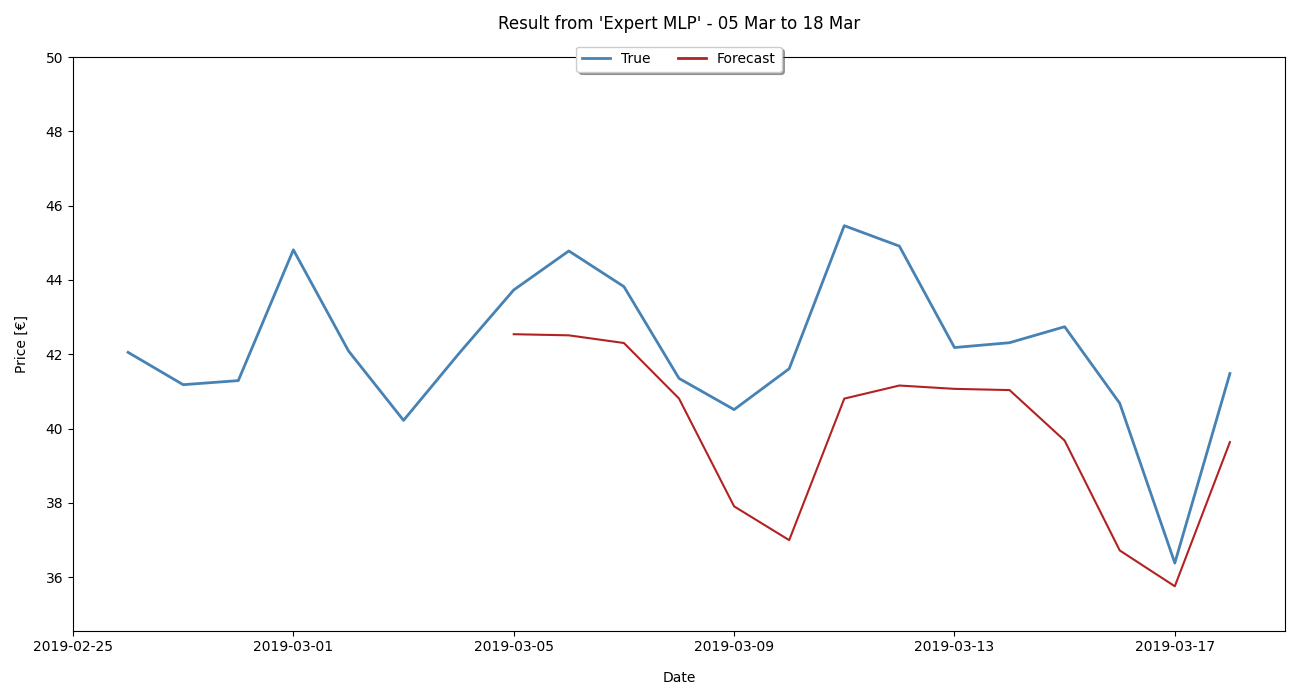 Result from 'Expert MLP' - 05 Mar to 18 Mar
True Forecast
50
48
46
44
42
40
38
36
Price [€]
2019-02-25 2019-03-01 2019-03-05 2019-03-09 2019-03-13 2019-03-17
Date